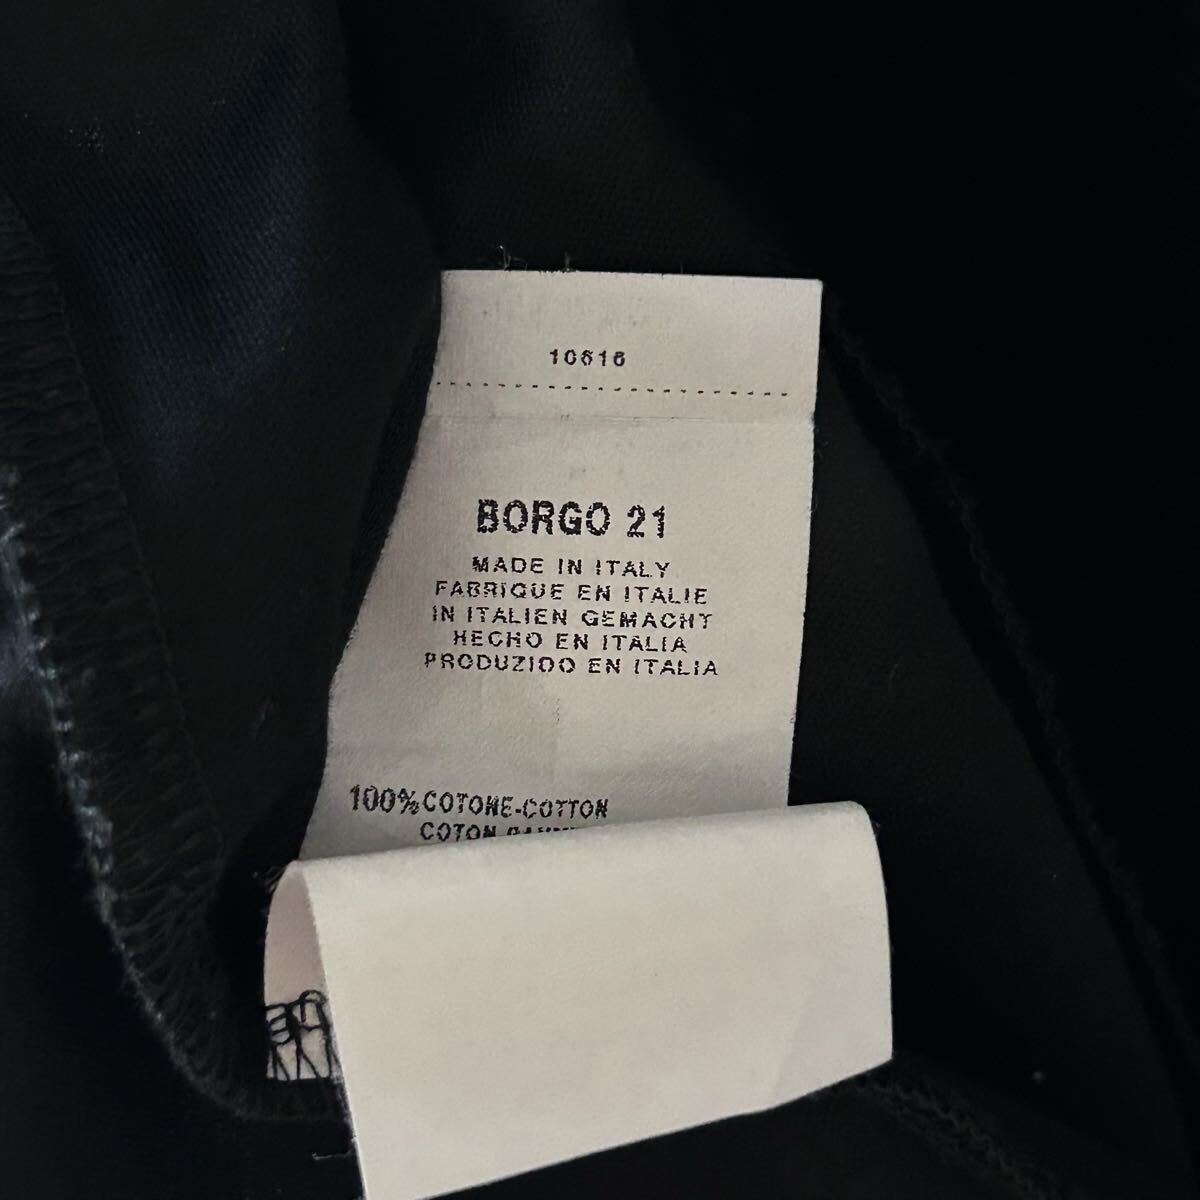 10616
BORGO 21
MADE IN ITALY
FABRIQUE EN ITALIE
IN ITALIEN GEMACHT
HECHO EN ITALIA
PRODUZIDO EN ITALIA
100% COTONE-COTTON
COTON